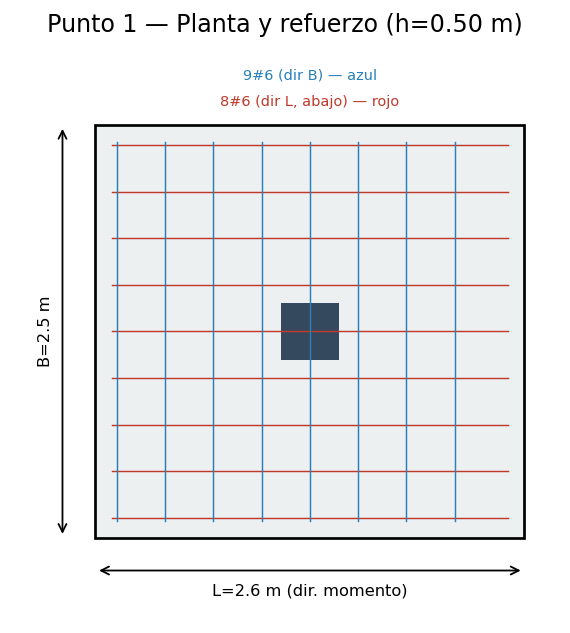 Punto 1 — Planta y refuerzo (h=0.50 m)
9#6 (dir B) — azul
8#6 (dir L, abajo) — rojo
B=2.5 m
L=2.6 m (dir. momento)